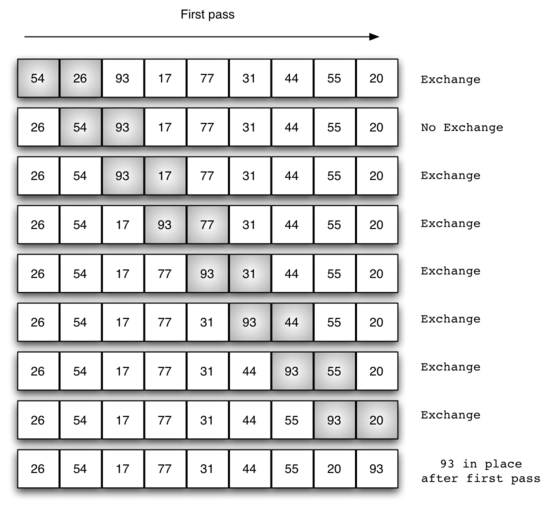 First pass
54 26 93 17 77 31 44 55 20 Exchange
26 54 93 17 77 31 44 55 20 No Exchange
26 54 93 17 77 31 44 55 20 Exchange
26 54 17 93 77 31 44 55 20 Exchange
26 54 17 77 93 31 44 55 20 Exchange
26 54 17 77 31 93 44 55 20 Exchange
26 54 17 77 31 44 93 55 20 Exchange
26 54 17 77 31 44 55 93 20 Exchange
26 54 17 77 31 44 55 20 93 93 in place
after first pass